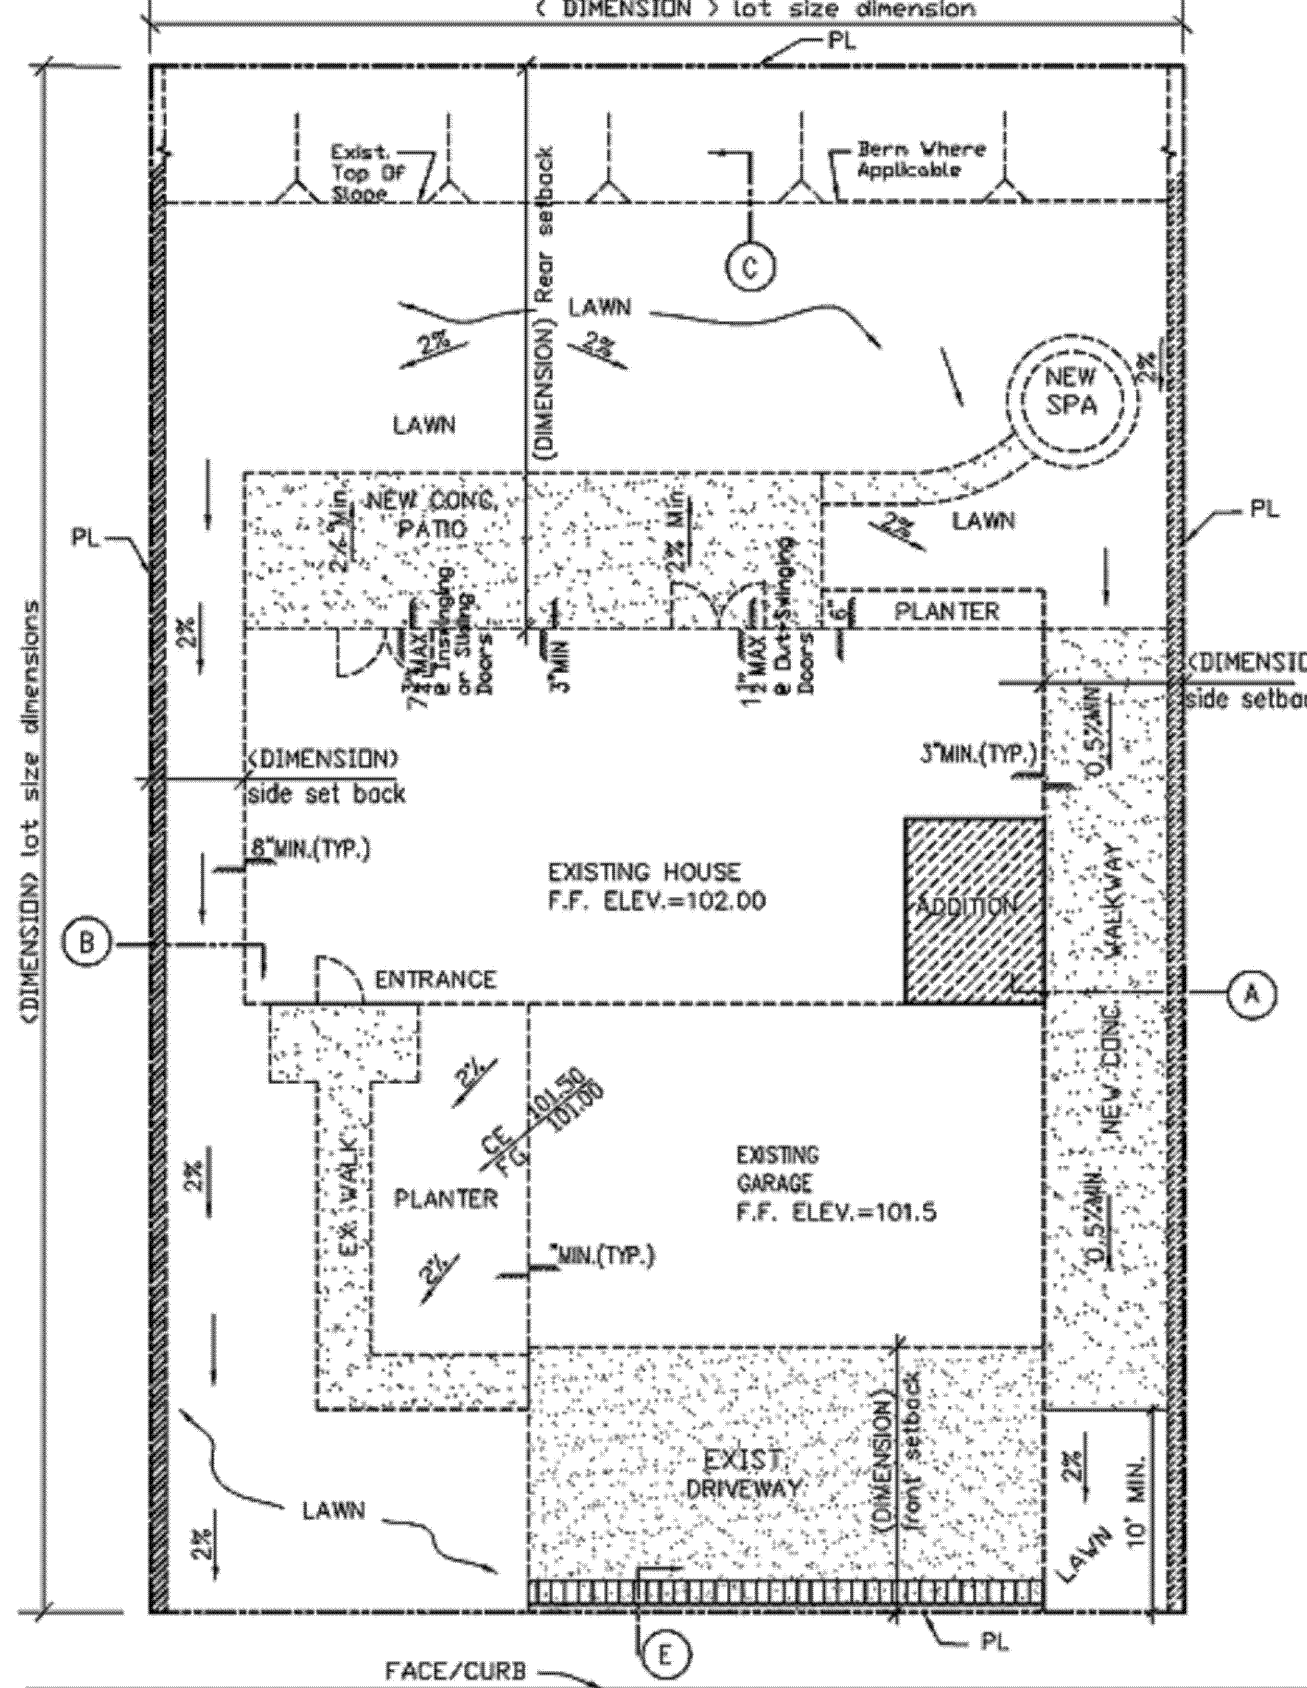 < DIMENSION > lot size dimension
PL
Exist.
Top Of
Slope
Berm Where
Applicable
(DIMENSION) Rear setback
C
LAWN
2%
2%
2%
NEW
SPA
LAWN
NEW CONC.
PATIO
2% Min
2% Min
2%
LAWN
PL
PL
<DIMENSION> lot size dimensions
2%
7 3/4" MAX
@ Inswinging
or Sliding
Doors
3"MIN
1 1/2" MAX
@ Out-Swinging
Doors
6"
PLANTER
<DIMENSIO
side setba
0.5%MIN
3"MIN.(TYP.)
<DIMENSION>
side set back
8"MIN.(TYP.)
EXISTING HOUSE
F.F. ELEV.=102.00
ADDITION
NEW CONC. WALKWAY
B
ENTRANCE
A
2%
CE 101.50
FG 101.00
EX. WALK
2%
PLANTER
EXISTING
GARAGE
F.F. ELEV.=101.5
0.5%MIN.
2%
"MIN.(TYP.)
(DIMENSION)
front setback
EXIST.
DRIVEWAY
2%
10" MIN.
LAWN
LAWN
2%
PL
E
FACE/CURB